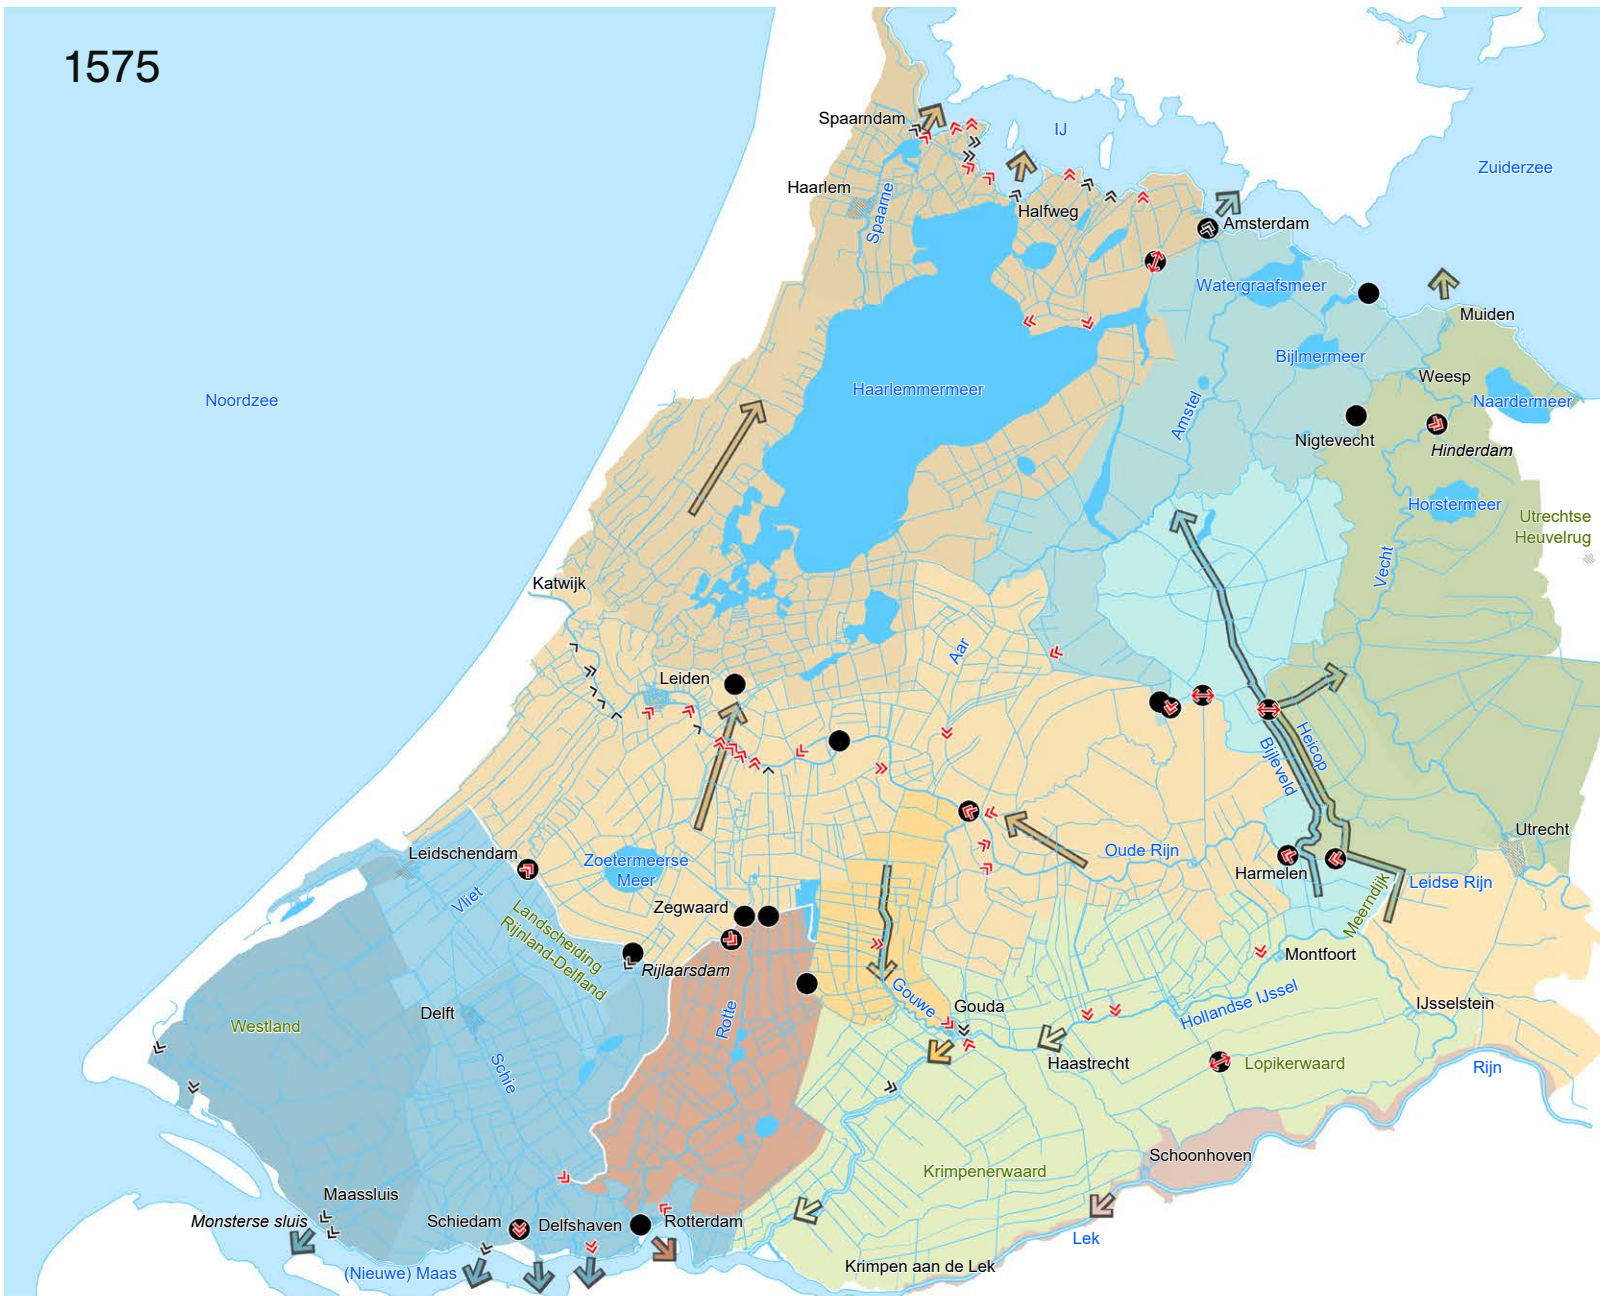 1575
Spaarndam
IJ
Zuiderzee
Haarlem
Spaarne
Halfweg
Amsterdam
Watergraafsmeer
Muiden
Bijlmermeer
Weesp
Haarlemmermeer
Noordzee
Naardermeer
Amstel
Nigtevecht
Hinderdam
Horstermeer
Utrechtse
Heuvelrug
Vecht
Katwijk
Aar
Leiden
Heicop
Bijleveld
Utrecht
Leidschendam
Zoetermeerse
Meer
Oude Rijn
Harmelen
Leidse Rijn
Vliet
Zegwaard
Meerndijk
Landscheiding
Rijnland-Delfland
Rijlaarsdam
Montfoort
Gouwe
Gouda
Hollandse IJssel
IJsselstein
Delft
Rotte
Westland
Haastrecht
Lopikerwaard
Rijn
Schie
Schoonhoven
Krimpenerwaard
Maassluis
Monsterse sluis
Schiedam
Delfshaven
Rotterdam
Lek
(Nieuwe) Maas
Krimpen aan de Lek